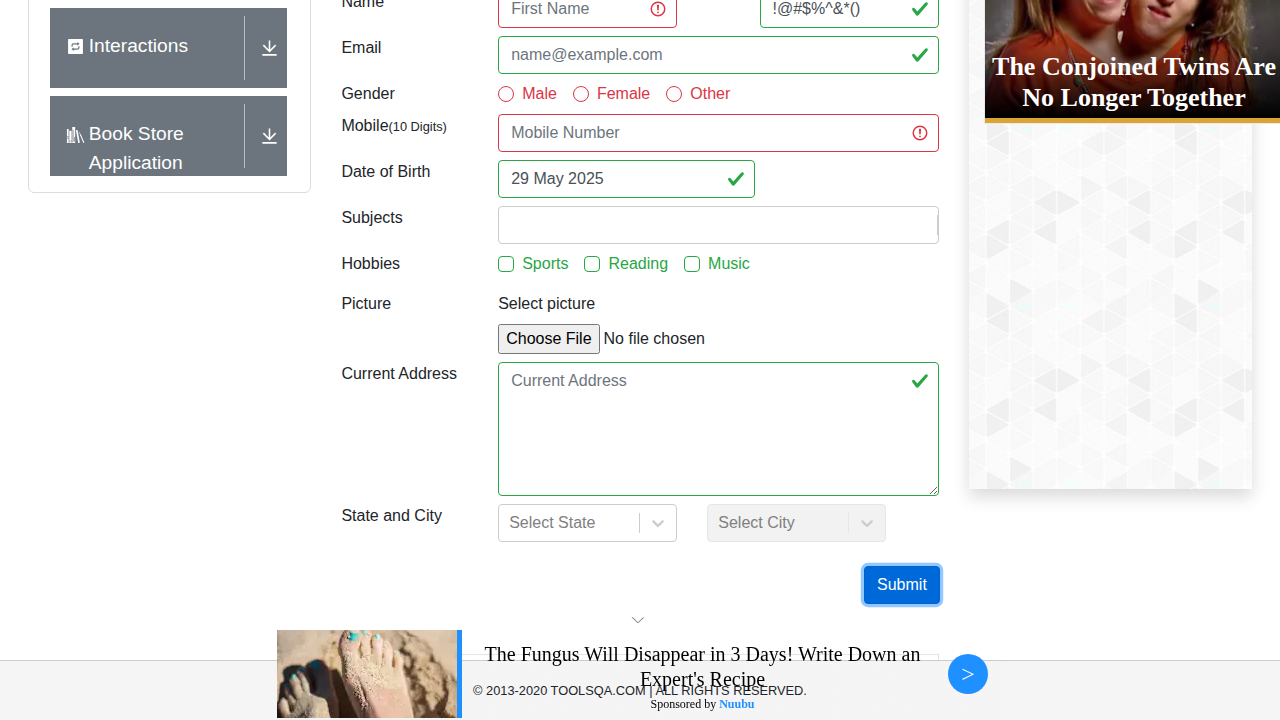 Name
First Name
!@#$%^&*()
Interactions
Email
name@example.com
Gender
Male
Female
Other
Mobile(10 Digits)
Mobile Number
Book Store
Application
Date of Birth
29 May 2025
Subjects
Hobbies
Sports
Reading
Music
Picture
Select picture
Choose File
No file chosen
Current Address
Current Address
State and City
Select State
Select City
Submit
The Conjoined Twins Are
No Longer Together
The Fungus Will Disappear in 3 Days! Write Down an
Expert's Recipe
Sponsored by Nuubu
>
© 2013-2020 TOOLSQA.COM | ALL RIGHTS RESERVED.